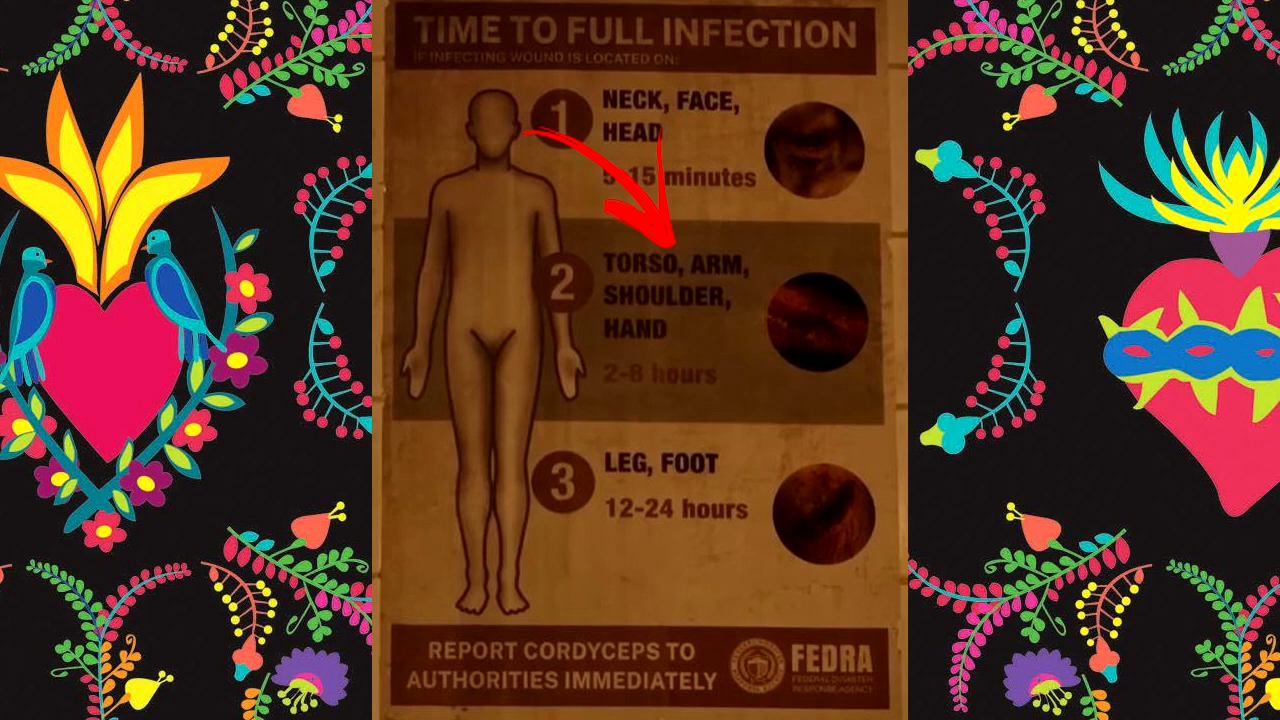 TIME TO FULL INFECTION
IF INFECTING WOUND IS LOCATED ON:
1
NECK, FACE,
HEAD
5-15 minutes
2
TORSO, ARM,
SHOULDER,
HAND
2-8 hours
3
LEG, FOOT
12-24 hours
REPORT CORDYCEPS TO
AUTHORITIES IMMEDIATELY
FEDRA
FEDERAL DISASTER
RESPONSE AGENCY